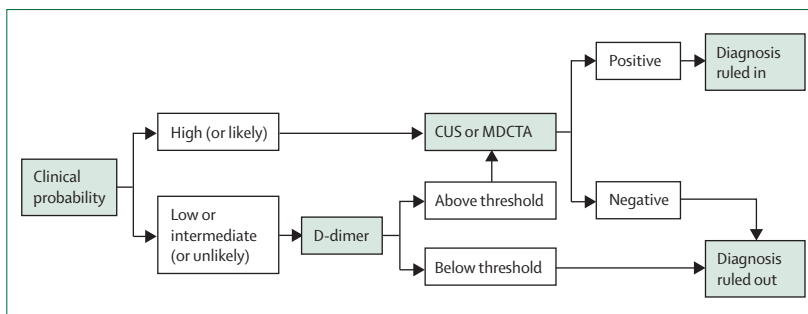 Clinical
probability
High (or likely)
Low or
intermediate
(or unlikely)
D-dimer
CUS or MDCTA
Above threshold
Below threshold
Positive
Negative
Diagnosis
ruled in
Diagnosis
ruled out